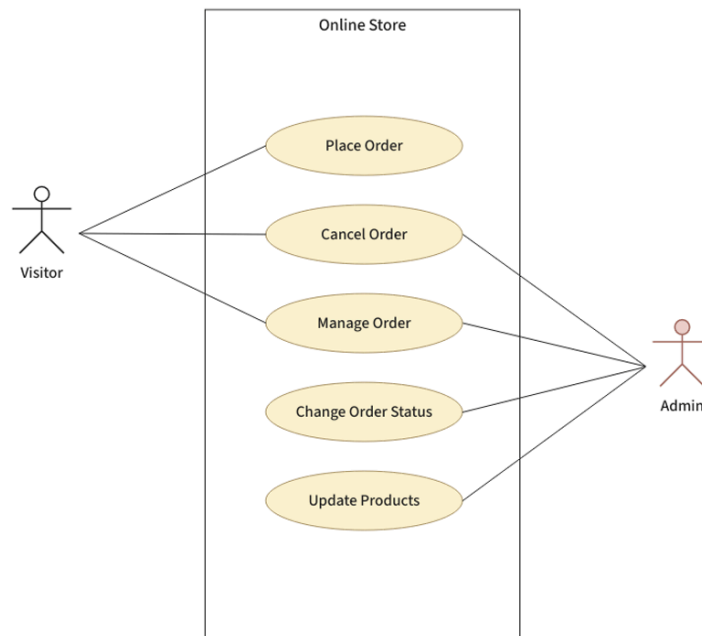 Online Store
Place Order
Cancel Order
Visitor
Manage Order
Admin
Change Order Status
Update Products